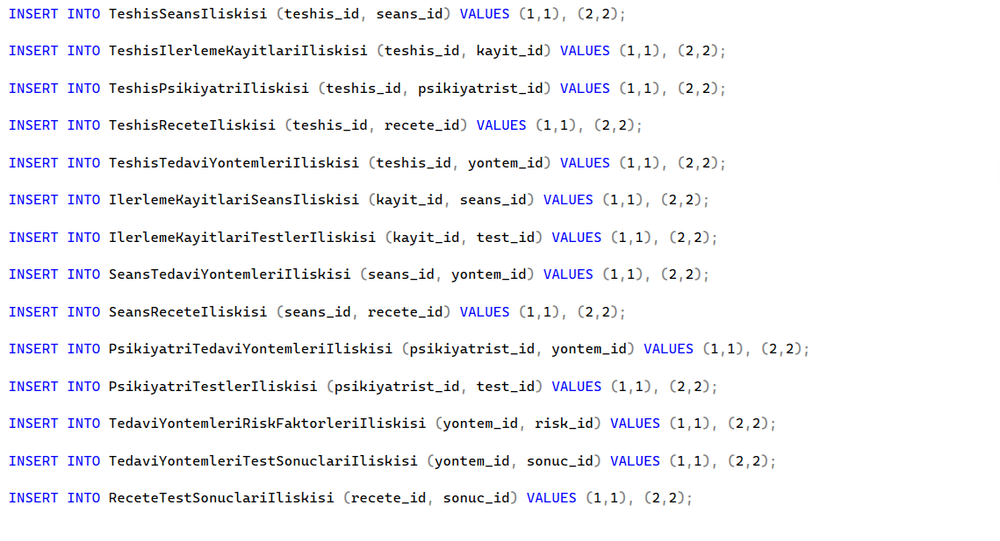 INSERT INTO TeshisSeansIliskisi (teshis_id, seans_id) VALUES (1,1), (2,2);
INSERT INTO TeshisIlerlemeKayitlariIliskisi (teshis_id, kayit_id) VALUES (1,1), (2,2);
INSERT INTO TeshisPsikiyatriIliskisi (teshis_id, psikiyatrist_id) VALUES (1,1), (2,2);
INSERT INTO TeshisReceteIliskisi (teshis_id, recete_id) VALUES (1,1), (2,2);
INSERT INTO TeshisTedaviYontemleriIliskisi (teshis_id, yontem_id) VALUES (1,1), (2,2);
INSERT INTO IlerlemeKayitlariSeansIliskisi (kayit_id, seans_id) VALUES (1,1), (2,2);
INSERT INTO IlerlemeKayitlariTestlerIliskisi (kayit_id, test_id) VALUES (1,1), (2,2);
INSERT INTO SeansTedaviYontemleriIliskisi (seans_id, yontem_id) VALUES (1,1), (2,2);
INSERT INTO SeansReceteIliskisi (seans_id, recete_id) VALUES (1,1), (2,2);
INSERT INTO PsikiyatriTedaviYontemleriIliskisi (psikiyatrist_id, yontem_id) VALUES (1,1), (2,2);
INSERT INTO PsikiyatriTestlerIliskisi (psikiyatrist_id, test_id) VALUES (1,1), (2,2);
INSERT INTO TedaviYontemleriRiskFaktorleriIliskisi (yontem_id, risk_id) VALUES (1,1), (2,2);
INSERT INTO TedaviYontemleriTestSonuclariIliskisi (yontem_id, sonuc_id) VALUES (1,1), (2,2);
INSERT INTO ReceteTestSonuclariIliskisi (recete_id, sonuc_id) VALUES (1,1), (2,2);